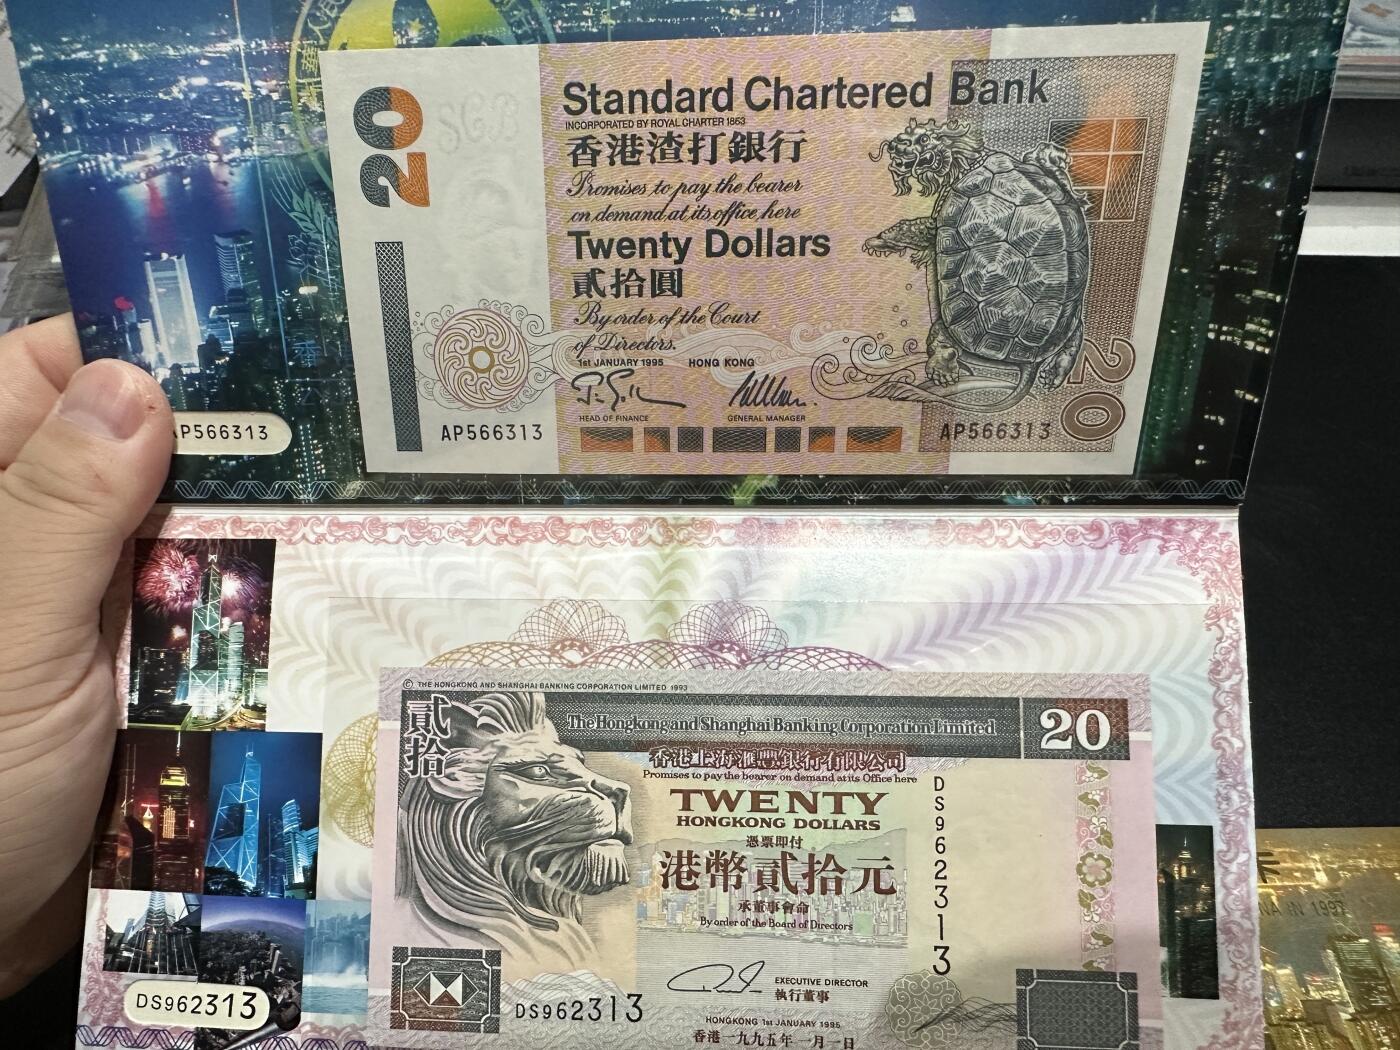 20
Standard Chartered Bank
INCORPORATED BY ROYAL CHARTER 1853
香港渣打銀行
Promises to pay the bearer
on demand at its office here
Twenty Dollars
貳拾圓
By order of the Court
of Directors.
1st JANUARY 1995 HONG KONG
HEAD OF FINANCE GENERAL MANAGER
AP566313
AP566313
AP566313
20
© THE HONGKONG AND SHANGHAI BANKING CORPORATION LIMITED 1993
貳拾
The Hongkong and Shanghai Banking Corporation Limited
20
香港上海滙豐銀行有限公司
Promises to pay the bearer on demand at its Office here
TWENTY
HONGKONG DOLLARS
憑票即付
港幣貳拾元
承董事會命
By order of the Board of Directors
DS962313
EXECUTIVE DIRECTOR
執行董事
DS962313
DS962313
HONGKONG 1st JANUARY 1995
香港一九九五年一月一日
卡
IN 1997